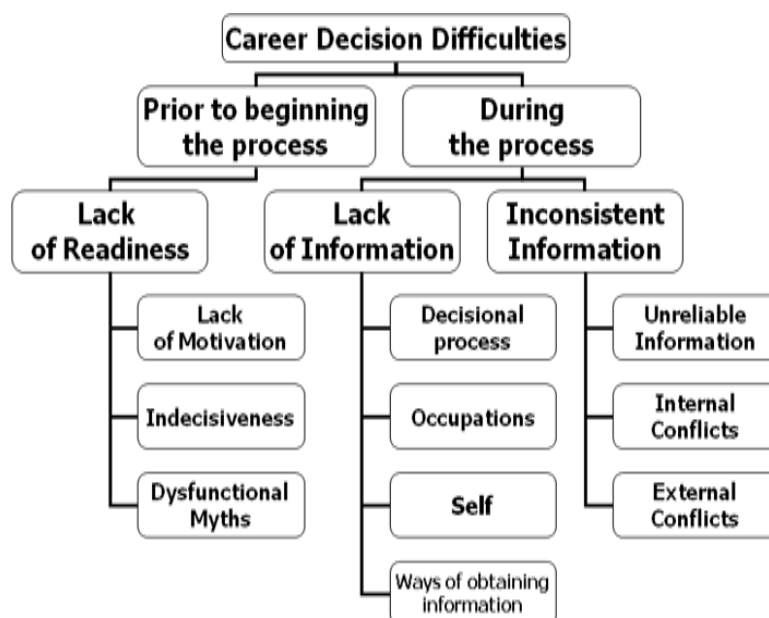 Career Decision Difficulties
Prior to beginning
the process
During
the process
Lack
of Readiness
Lack
of Information
Inconsistent
Information
Lack
of Motivation
Indecisiveness
Dysfunctional
Myths
Decisional
process
Occupations
Self
Ways of obtaining
information
Unreliable
Information
Internal
Conflicts
External
Conflicts